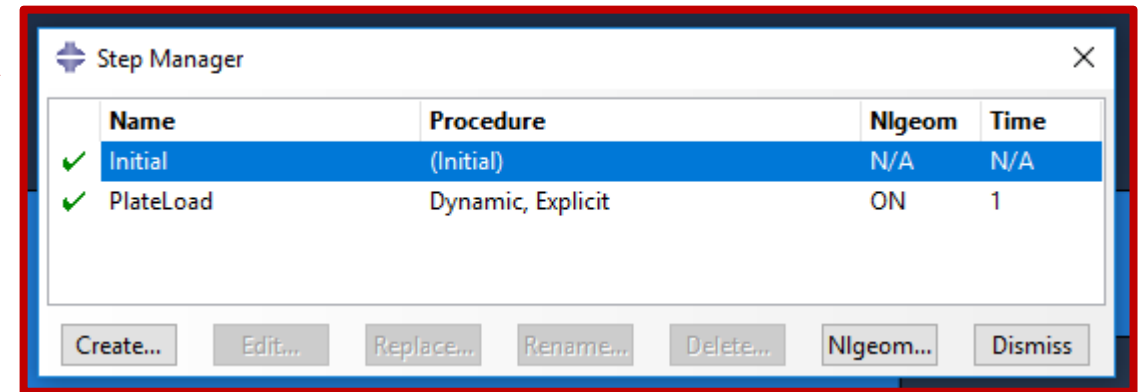 Step Manager
Name Procedure Nlgeom Time
Initial (Initial) N/A N/A
PlateLoad Dynamic, Explicit ON 1
Create... Edit... Replace... Rename... Delete... Nlgeom... Dismiss